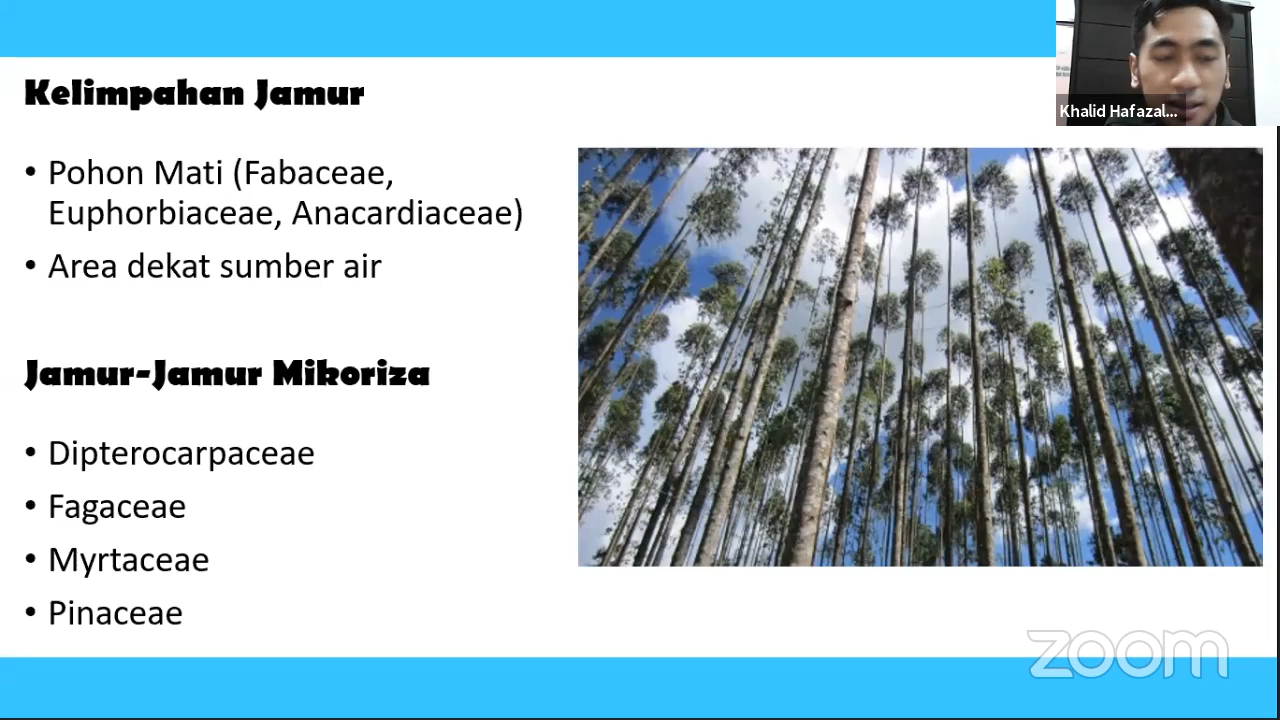 Kelimpahan Jamur
Khalid Hafazal...
• Pohon Mati (Fabaceae,
Euphorbiaceae, Anacardiaceae)
• Area dekat sumber air
Jamur-Jamur Mikoriza
• Dipterocarpaceae
• Fagaceae
• Myrtaceae
• Pinaceae
zoom